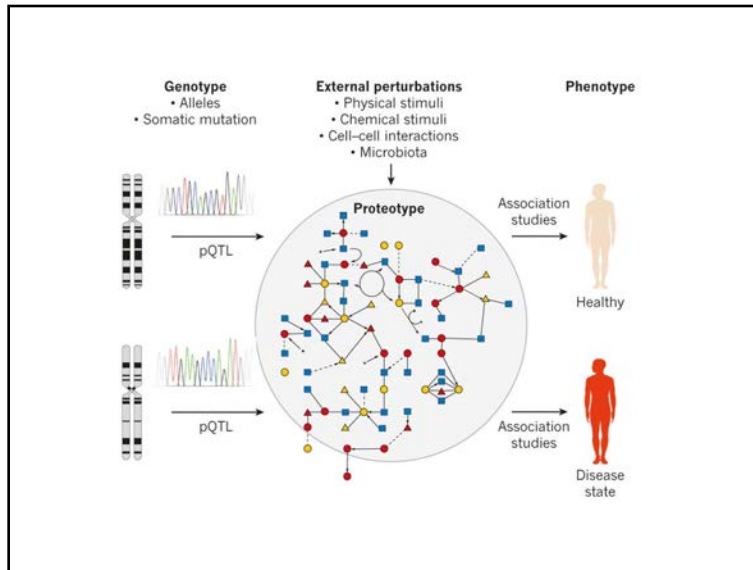 Genotype
• Alleles
• Somatic mutation
External perturbations
• Physical stimuli
• Chemical stimuli
• Cell–cell interactions
• Microbiota
Phenotype
Proteotype
pQTL
Association
studies
Healthy
pQTL
Association
studies
Disease
state